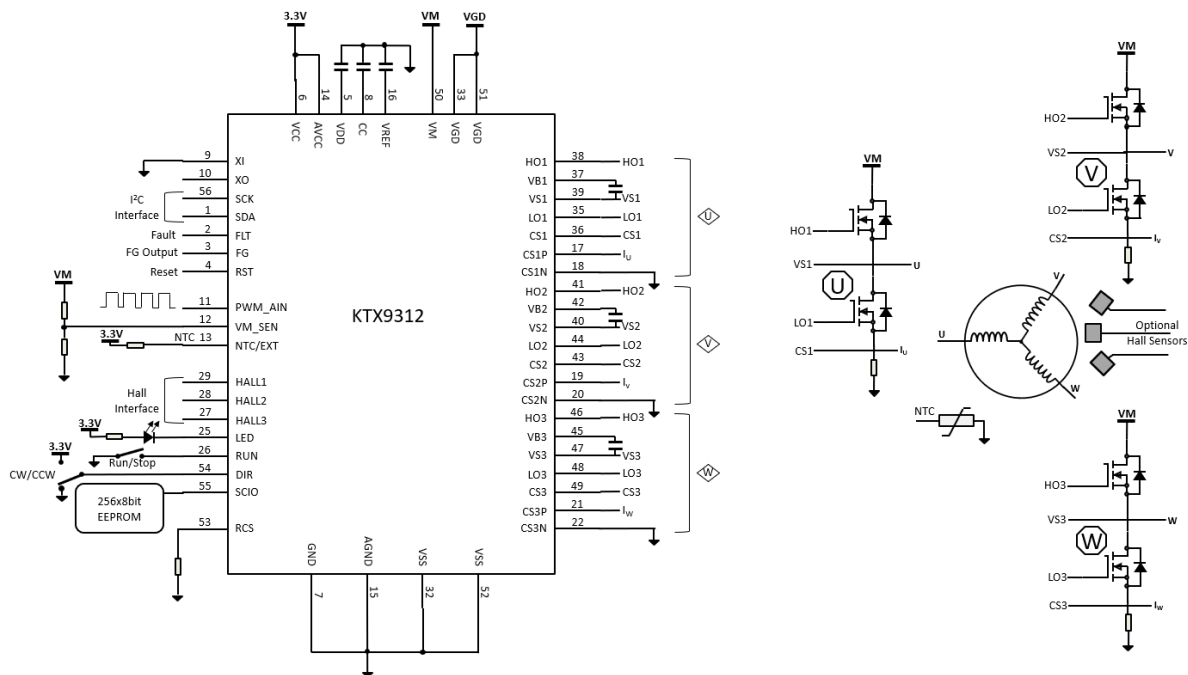 3.3V
VM
VGD
6
14
5
8
16
50
33
51
VCC
AVCC
VDD
CC
VREF
VM
VGD
VGD
9 XI
10 XO
I²C
Interface
56 SCK
1 SDA
Fault 2 FLT
FG Output 3 FG
Reset 4 RST
VM
11 PWM_AIN
12 VM_SEN
3.3V
NTC 13 NTC/EXT
Hall
Interface
29 HALL1
28 HALL2
27 HALL3
3.3V
25 LED
26 RUN
Run/Stop
3.3V
CW/CCW
54 DIR
55 SCIO
256x8bit
EEPROM
53 RCS
KTX9312
GND
AGND
VSS
VSS
7
15
32
52
HO1 38 HO1
VB1 37
VS1 39 VS1
LO1 35 LO1
CS1 36 CS1
CS1P 17 IU
CS1N 18
U
HO2 41 HO2
VB2 42
VS2 40 VS2
LO2 44 LO2
CS2 43 CS2
CS2P 19 Iv
CS2N 20
V
HO3 46 HO3
VB3 45
VS3 47 VS3
LO3 48 LO3
CS3 49 CS3
CS3P 21 IW
CS3N 22
W
VM
HO1
VS1 U
U
LO1
CS1 IU
VM
HO2
VS2 V
V
LO2
CS2 IV
U
V
W
Optional
Hall Sensors
NTC
VM
HO3
VS3 W
W
LO3
CS3 IW